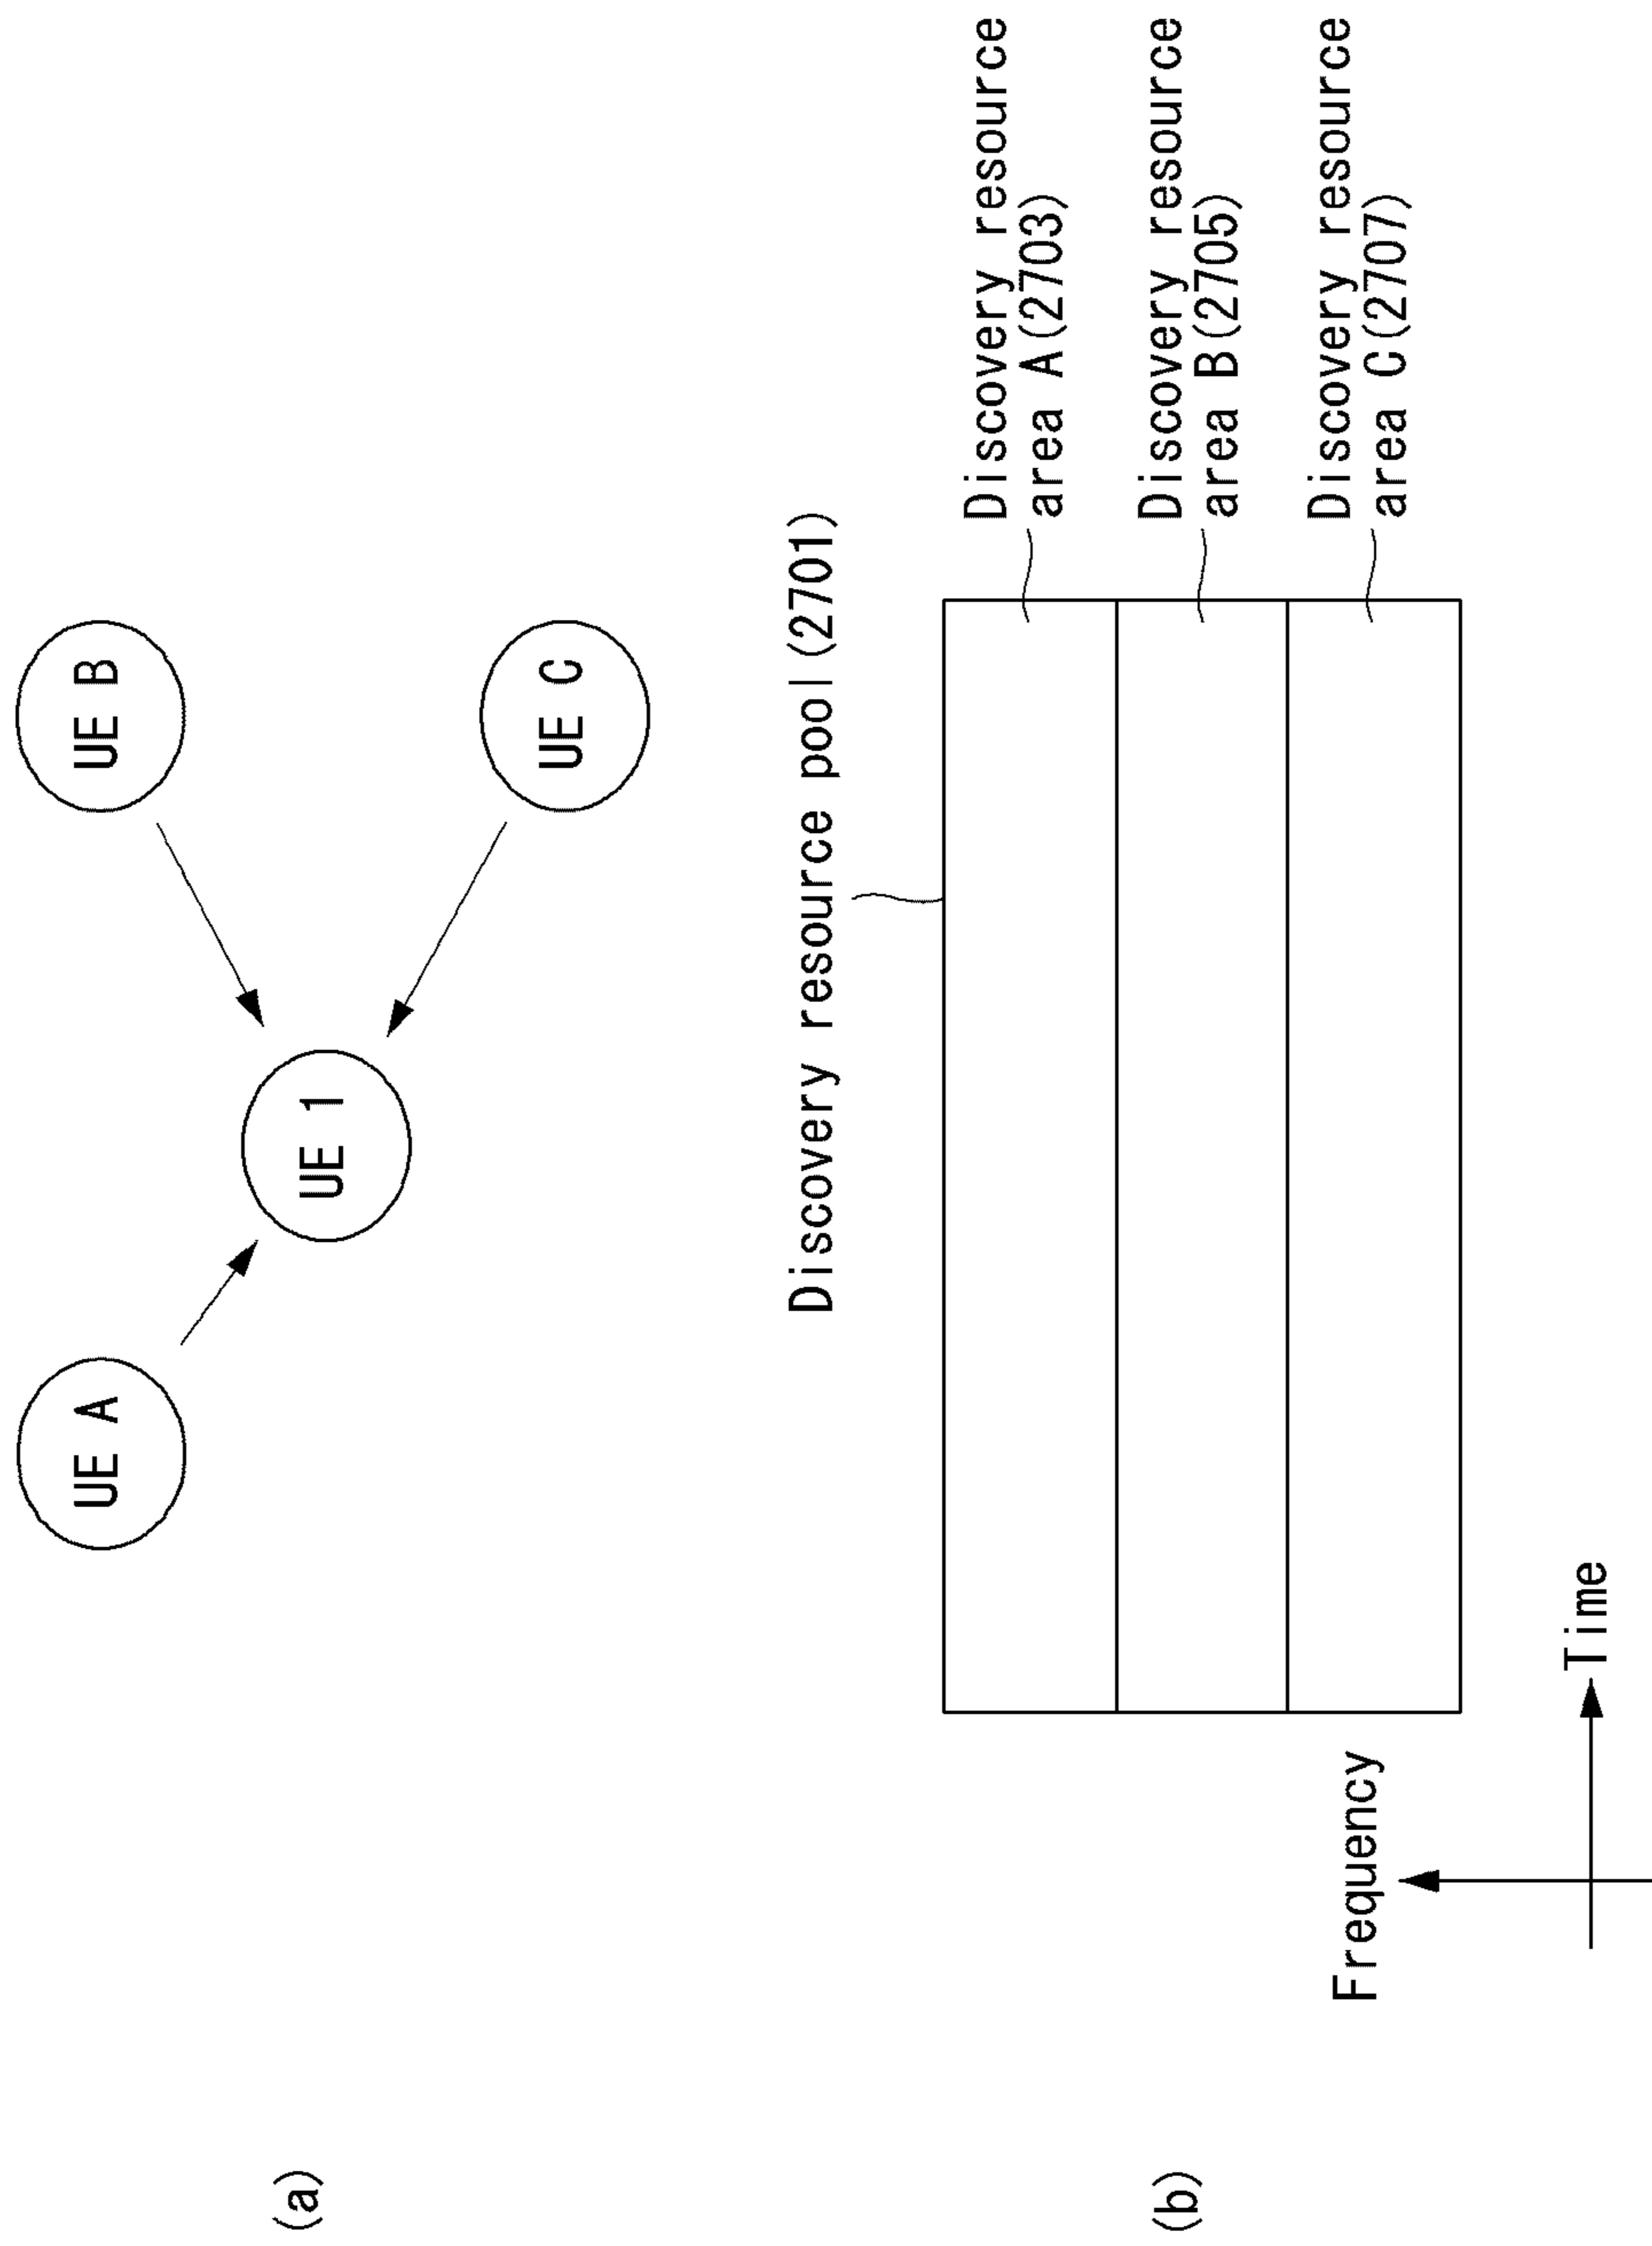 (a)
UE A
UE B
UE 1
UE C
(b)
Discovery resource pool(2701)
Discovery resource
area A(2703)
Discovery resource
area B(2705)
Discovery resource
area C(2707)
Frequency
Time